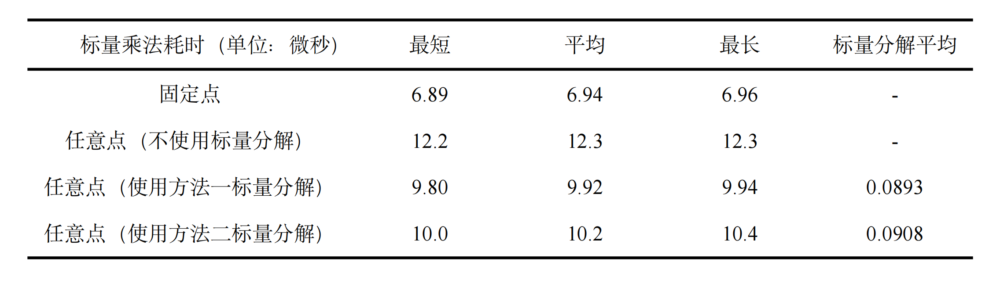 标量乘法耗时（单位：微秒） 最短 平均 最长 标量分解平均
固定点 6.89 6.94 6.96 -
任意点（不使用标量分解） 12.2 12.3 12.3 -
任意点（使用方法一标量分解） 9.80 9.92 9.94 0.0893
任意点（使用方法二标量分解） 10.0 10.2 10.4 0.0908